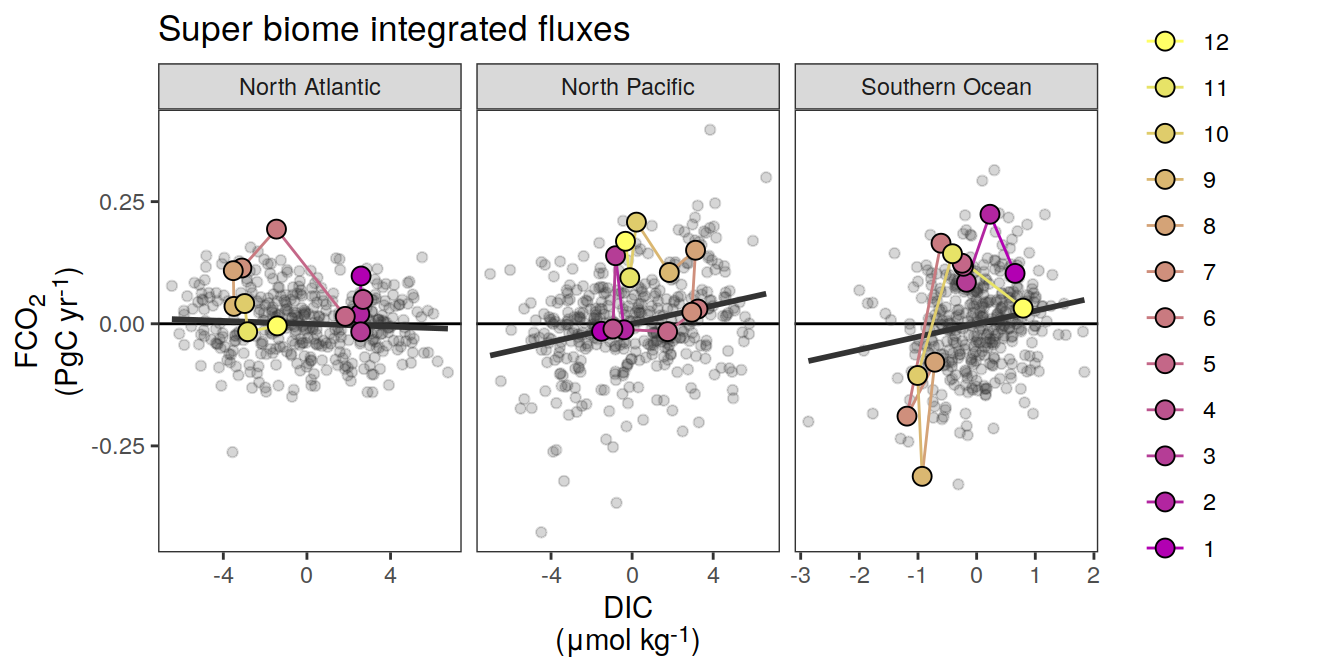 Super biome integrated fluxes
North Atlantic
North Pacific
Southern Ocean
FCO₂
(PgC yr⁻¹)
0.25
0.00
-0.25
-4 0 4
-4 0 4
-3 -2 -1 0 1 2
DIC
(µmol kg⁻¹)
12
11
10
9
8
7
6
5
4
3
2
1